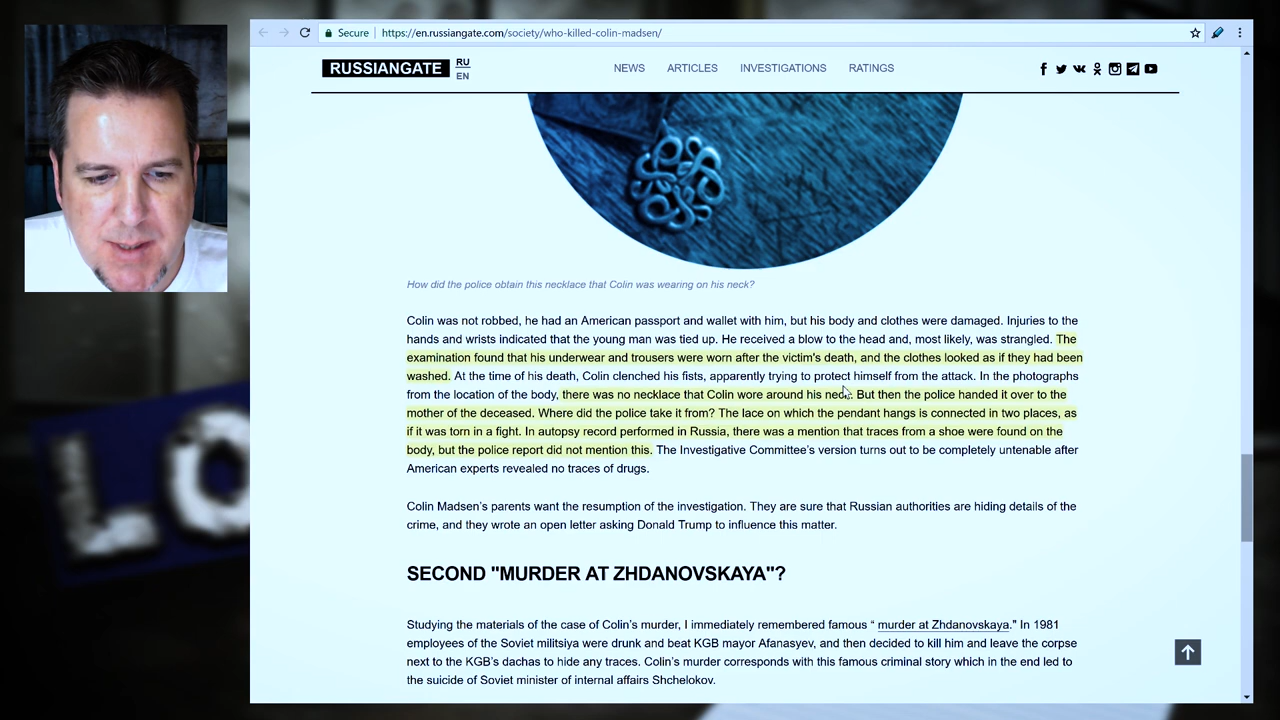 Secure
https://en.russiangate.com/society/who-killed-colin-madsen/
RUSSIANGATE
RU
EN
NEWS ARTICLES INVESTIGATIONS RATINGS
How did the police obtain this necklace that Colin was wearing on his neck?
Colin was not robbed, he had an American passport and wallet with him, but his body and clothes were damaged. Injuries to the
hands and wrists indicated that the young man was tied up. He received a blow to the head and, most likely, was strangled. The
examination found that his underwear and trousers were worn after the victim's death, and the clothes looked as if they had been
washed. At the time of his death, Colin clenched his fists, apparently trying to protect himself from the attack. In the photographs
from the location of the body, there was no necklace that Colin wore around his neck. But then the police handed it over to the
mother of the deceased. Where did the police take it from? The lace on which the pendant hangs is connected in two places, as
if it was torn in a fight. In autopsy record performed in Russia, there was a mention that traces from a shoe were found on the
body, but the police report did not mention this. The Investigative Committee's version turns out to be completely untenable after
American experts revealed no traces of drugs.
Colin Madsen's parents want the resumption of the investigation. They are sure that Russian authorities are hiding details of the
crime, and they wrote an open letter asking Donald Trump to influence this matter.
SECOND "MURDER AT ZHDANOVSKAYA"?
Studying the materials of the case of Colin's murder, I immediately remembered famous “ murder at Zhdanovskaya." In 1981
employees of the Soviet militsiya were drunk and beat KGB mayor Afanasyev, and then decided to kill him and leave the corpse
next to the KGB's dachas to hide any traces. Colin's murder corresponds with this famous criminal story which in the end led to
the suicide of Soviet minister of internal affairs Shchelokov.
LO